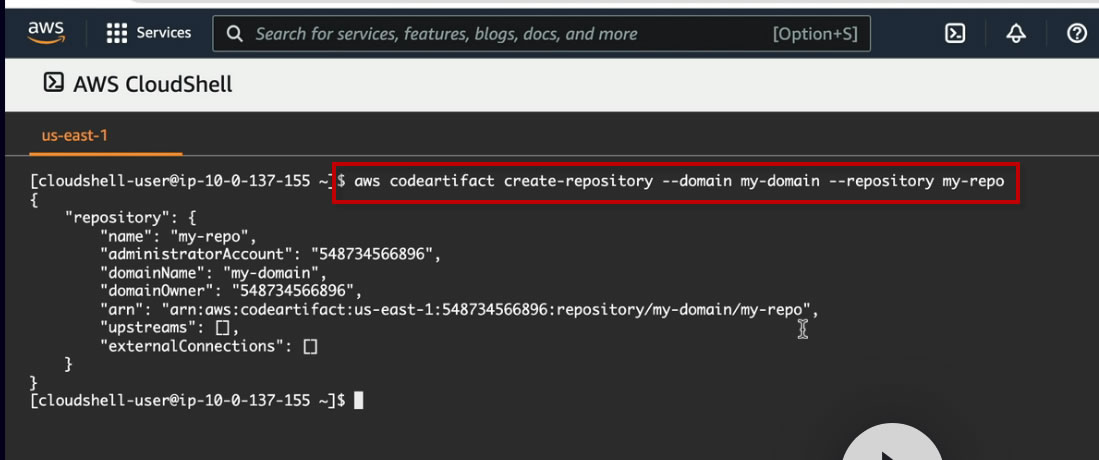 aws
Services
Search for services, features, blogs, docs, and more
[Option+S]
AWS CloudShell
us-east-1
[cloudshell-user@ip-10-0-137-155 ~]$ aws codeartifact create-repository --domain my-domain --repository my-repo
{
    "repository": {
        "name": "my-repo",
        "administratorAccount": "548734566896",
        "domainName": "my-domain",
        "domainOwner": "548734566896",
        "arn": "arn:aws:codeartifact:us-east-1:548734566896:repository/my-domain/my-repo",
        "upstreams": [],
        "externalConnections": []
    }
}
[cloudshell-user@ip-10-0-137-155 ~]$